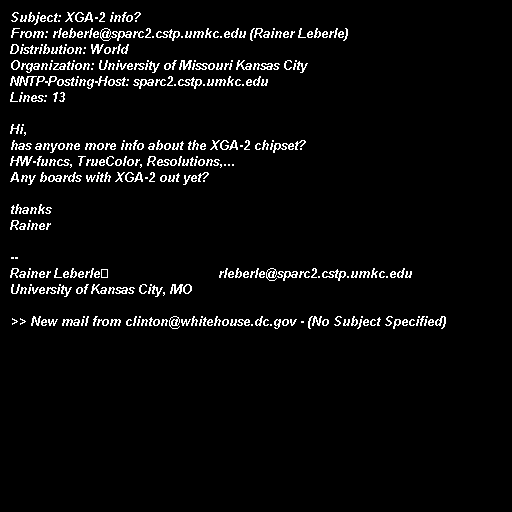 Subject: XGA-2 info?
From: rleberle@sparc2.cstp.umkc.edu (Rainer Leberle)
Distribution: World
Organization: University of Missouri Kansas City
NNTP-Posting-Host: sparc2.cstp.umkc.edu
Lines: 13

Hi,
has anyone more info about the XGA-2 chipset?
HW-funcs, TrueColor, Resolutions,...
Any boards with XGA-2 out yet?

thanks
Rainer

--
Rainer Leberle□ rleberle@sparc2.cstp.umkc.edu
University of Kansas City, MO

>> New mail from clinton@whitehouse.dc.gov - (No Subject Specified)